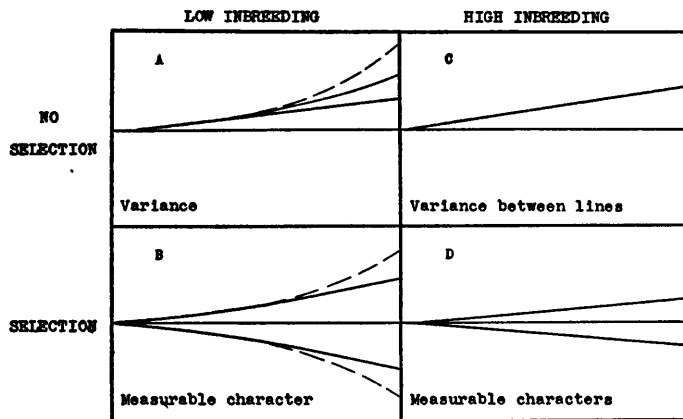 LOW INBREEDING
HIGH INBREEDING
A
C
NO
SELECTION
Variance
Variance between lines
B
D
SELECTION
Measurable character
Measurable characters